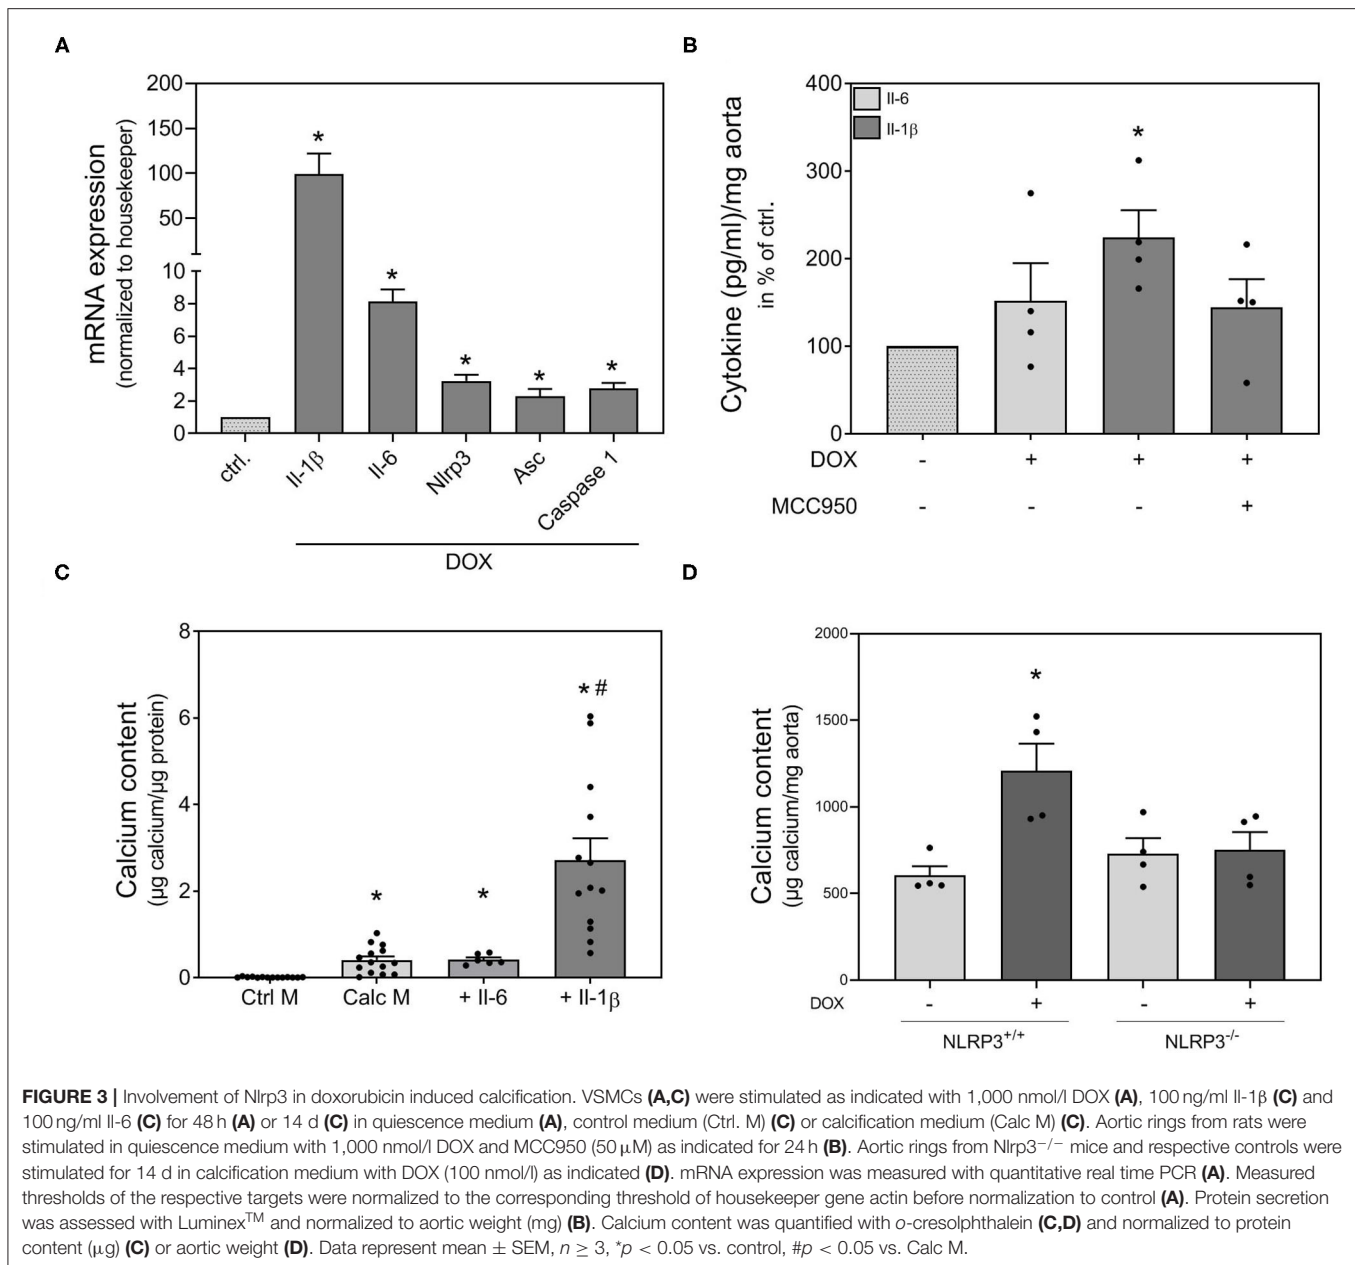 A
mRNA expression
(normalized to housekeeper)
200
150
100
50
10
8
6
4
2
0
*
*
*
*
*
ctrl.
Il-1β
Il-6
Nlrp3
Asc
Caspase 1
DOX
B
Cytokine (pg/ml)/mg aorta
in % of ctrl.
400
300
200
100
0
Il-6
Il-1β
*
DOX - + + +
MCC950 - - - +
C
Calcium content
(µg calcium/µg protein)
8
6
4
2
0
*
*
* #
Ctrl M
Calc M
+ Il-6
+ Il-1β
D
Calcium content
(µg calcium/mg aorta)
2000
1500
1000
500
0
*
DOX - + - +
NLRP3+/+
NLRP3-/-
FIGURE 3 | Involvement of Nlrp3 in doxorubicin induced calcification. VSMCs (A,C) were stimulated as indicated with 1,000 nmol/l DOX (A), 100 ng/ml Il-1β (C) and
100 ng/ml Il-6 (C) for 48 h (A) or 14 d (C) in quiescence medium (A), control medium (Ctrl. M) (C) or calcification medium (Calc M) (C). Aortic rings from rats were
stimulated in quiescence medium with 1,000 nmol/l DOX and MCC950 (50 µM) as indicated for 24 h (B). Aortic rings from Nlrp3−/− mice and respective controls were
stimulated for 14 d in calcification medium with DOX (100 nmol/l) as indicated (D). mRNA expression was measured with quantitative real time PCR (A). Measured
thresholds of the respective targets were normalized to the corresponding threshold of housekeeper gene actin before normalization to control (A). Protein secretion
was assessed with Luminex™ and normalized to aortic weight (mg) (B). Calcium content was quantified with o-cresolphthalein (C,D) and normalized to protein
content (µg) (C) or aortic weight (D). Data represent mean ± SEM, n ≥ 3, *p < 0.05 vs. control, #p < 0.05 vs. Calc M.